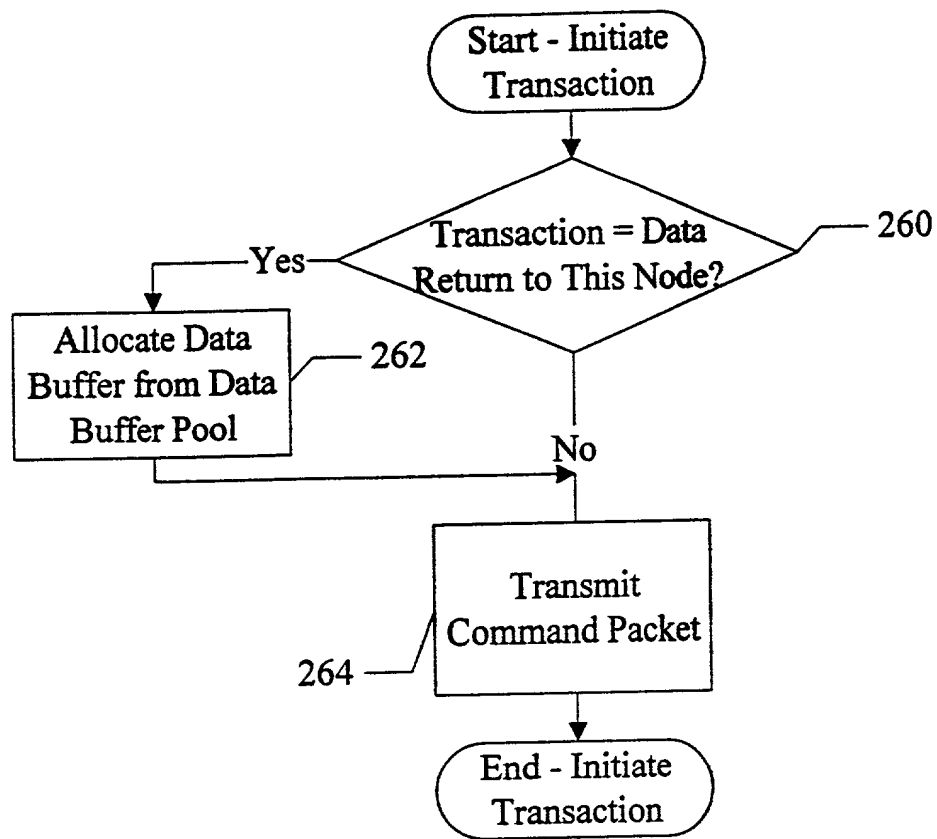 Start - Initiate
Transaction
Transaction = Data
Return to This Node?
260
Yes
Allocate Data
Buffer from Data
Buffer Pool
262
No
Transmit
Command Packet
264
End - Initiate
Transaction